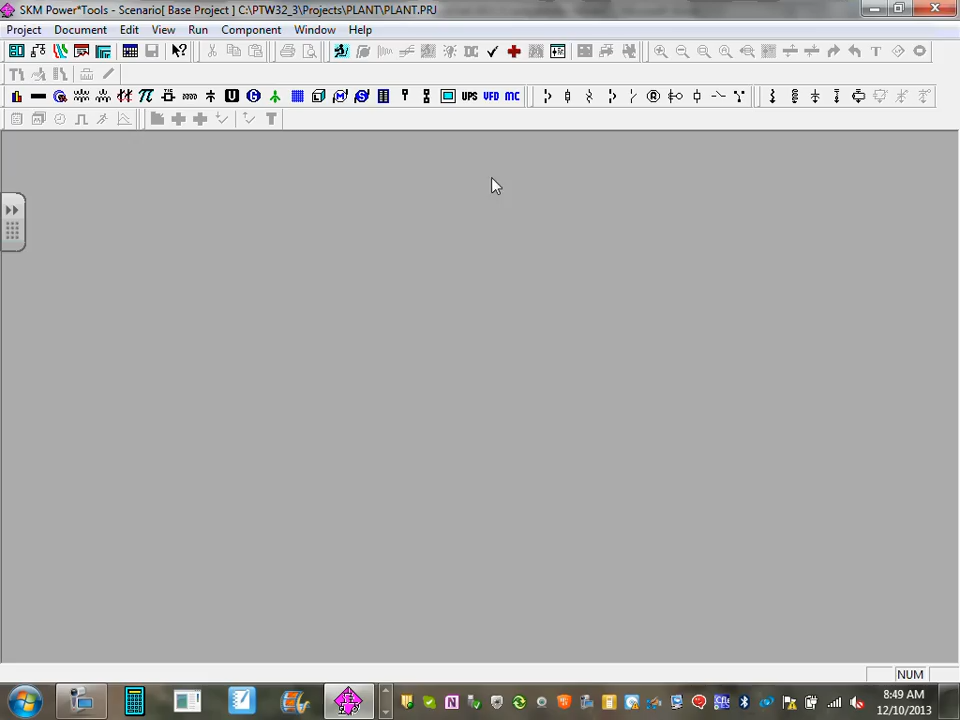 SKM Power*Tools - Scenario[ Base Project ] C:\PTW32_3\Projects\PLANT\PLANT.PRJ
Project Document Edit View Run Component Window Help
DC
UPS VFD MC
NUM
8:49 AM
12/10/2013